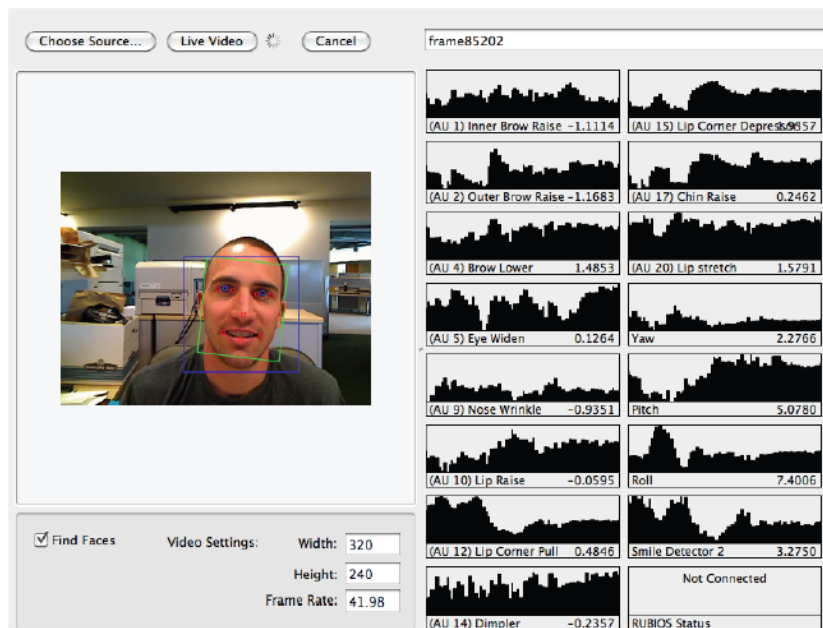 Choose Source...
Live Video
Cancel
frame85202
(AU 1) Inner Brow Raise -1.1114
(AU 15) Lip Corner Depressor
(AU 2) Outer Brow Raise -1.1683
(AU 17) Chin Raise 0.2462
(AU 4) Brow Lower 1.4853
(AU 20) Lip stretch 1.5791
(AU 5) Eye Widen 0.1264
Yaw 2.2766
(AU 9) Nose Wrinkle -0.9351
Pitch 5.0780
(AU 10) Lip Raise -0.0595
Roll 7.4006
(AU 12) Lip Corner Pull 0.4846
Smile Detector 2 3.2750
(AU 14) Dimpler -0.2357
Not Connected
RUBIOS Status
Find Faces
Video Settings:
Width: 320
Height: 240
Frame Rate: 41.98